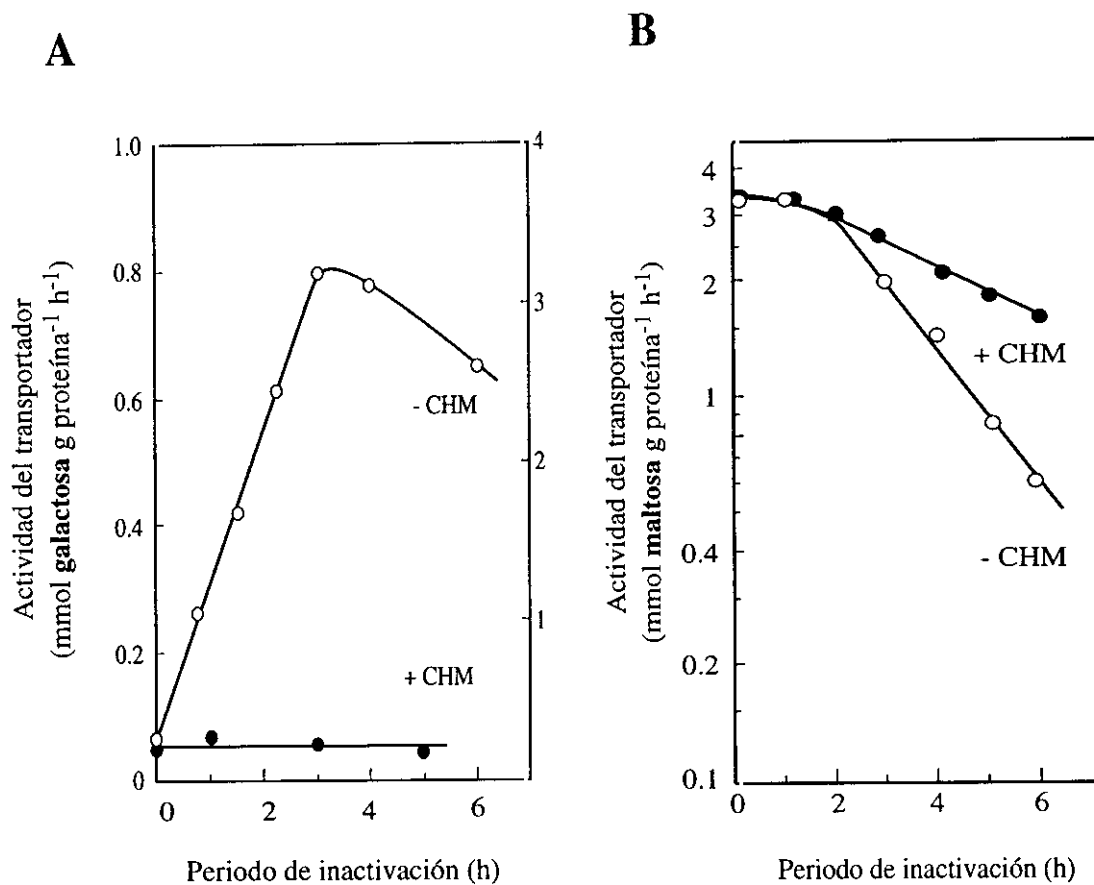 A
B
Actividad del transportador
(mmol galactosa g proteína-1 h-1)
1.0
0.8
0.6
0.4
0.2
0
4
3
2
1
- CHM
+ CHM
0 2 4 6
Periodo de inactivación (h)
Actividad del transportador
(mmol maltosa g proteína-1 h-1)
4
3
2
1
0.4
0.2
0.1
+ CHM
- CHM
0 2 4 6
Periodo de inactivación (h)